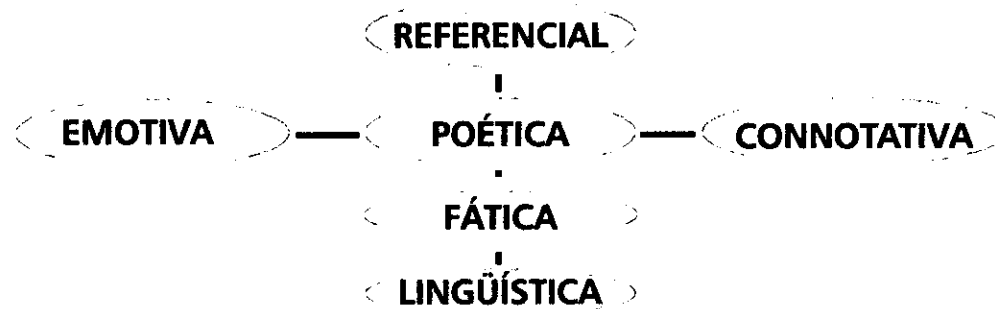 REFERENCIAL
EMOTIVA POÉTICA CONNOTATIVA
FÁTICA
LINGÜÍSTICA